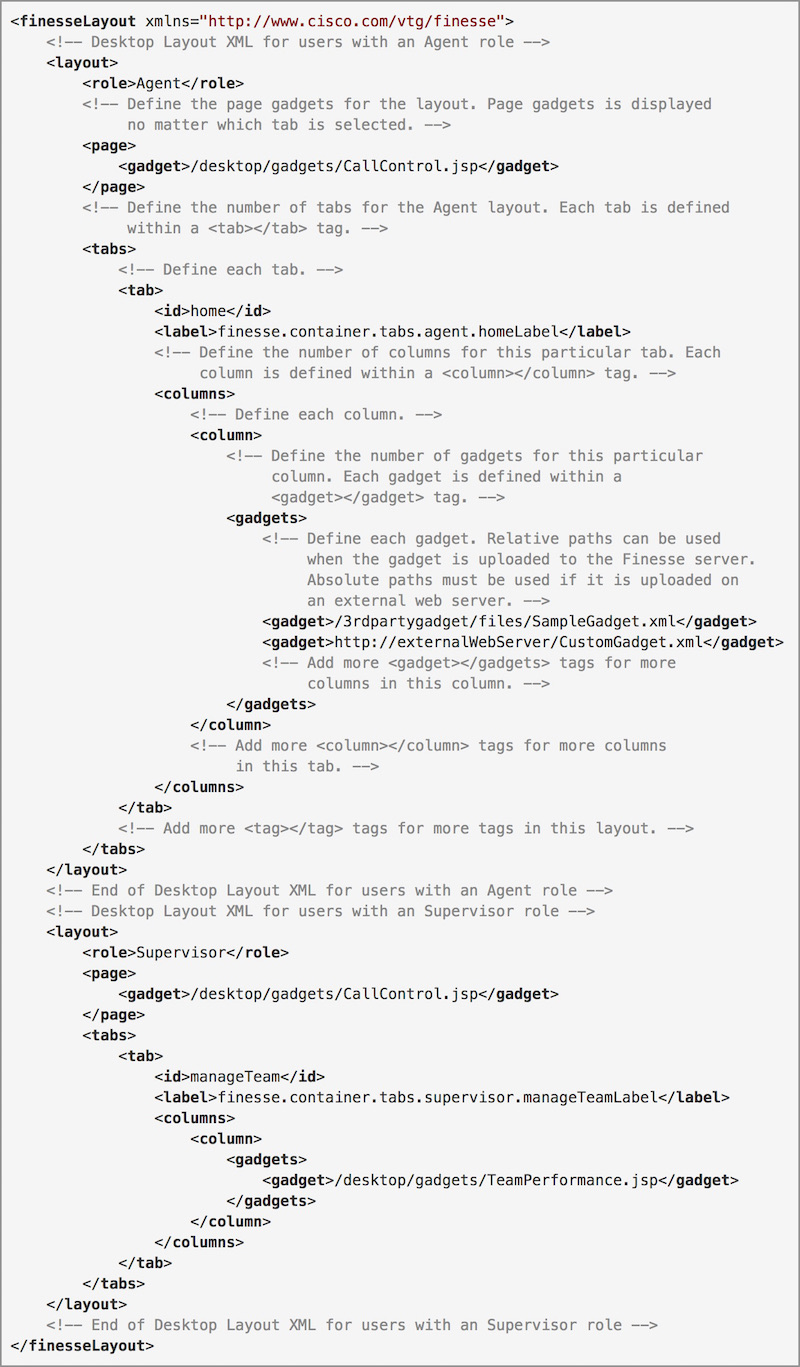 <finesseLayout xmlns="http://www.cisco.com/vtg/finesse">
    <!-- Desktop Layout XML for users with an Agent role -->
    <layout>
        <role>Agent</role>
        <!-- Define the page gadgets for the layout. Page gadgets is displayed
             no matter which tab is selected. -->
        <page>
            <gadget>/desktop/gadgets/CallControl.jsp</gadget>
        </page>
        <!-- Define the number of tabs for the Agent layout. Each tab is defined
             within a <tab></tab> tag. -->
        <tabs>
            <!-- Define each tab. -->
            <tab>
                <id>home</id>
                <label>finesse.container.tabs.agent.homeLabel</label>
                <!-- Define the number of columns for this particular tab. Each
                     column is defined within a <column></column> tag. -->
                <columns>
                    <!-- Define each column. -->
                    <column>
                        <!-- Define the number of gadgets for this particular
                             column. Each gadget is defined within a
                             <gadget></gadget> tag. -->
                        <gadgets>
                            <!-- Define each gadget. Relative paths can be used
                                 when the gadget is uploaded to the Finesse server.
                                 Absolute paths must be used if it is uploaded on
                                 an external web server. -->
                            <gadget>/3rdpartygadget/files/SampleGadget.xml</gadget>
                            <gadget>http://externalWebServer/CustomGadget.xml</gadget>
                            <!-- Add more <gadget></gadgets> tags for more
                                 columns in this column. -->
                        </gadgets>
                    </column>
                    <!-- Add more <column></column> tags for more columns
                         in this tab. -->
                </columns>
            </tab>
            <!-- Add more <tag></tag> tags for more tags in this layout. -->
        </tabs>
    </layout>
    <!-- End of Desktop Layout XML for users with an Agent role -->
    <!-- Desktop Layout XML for users with an Supervisor role -->
    <layout>
        <role>Supervisor</role>
        <page>
            <gadget>/desktop/gadgets/CallControl.jsp</gadget>
        </page>
        <tabs>
            <tab>
                <id>manageTeam</id>
                <label>finesse.container.tabs.supervisor.manageTeamLabel</label>
                <columns>
                    <column>
                        <gadgets>
                            <gadget>/desktop/gadgets/TeamPerformance.jsp</gadget>
                        </gadgets>
                    </column>
                </columns>
            </tab>
        </tabs>
    </layout>
    <!-- End of Desktop Layout XML for users with an Supervisor role -->
</finesseLayout>